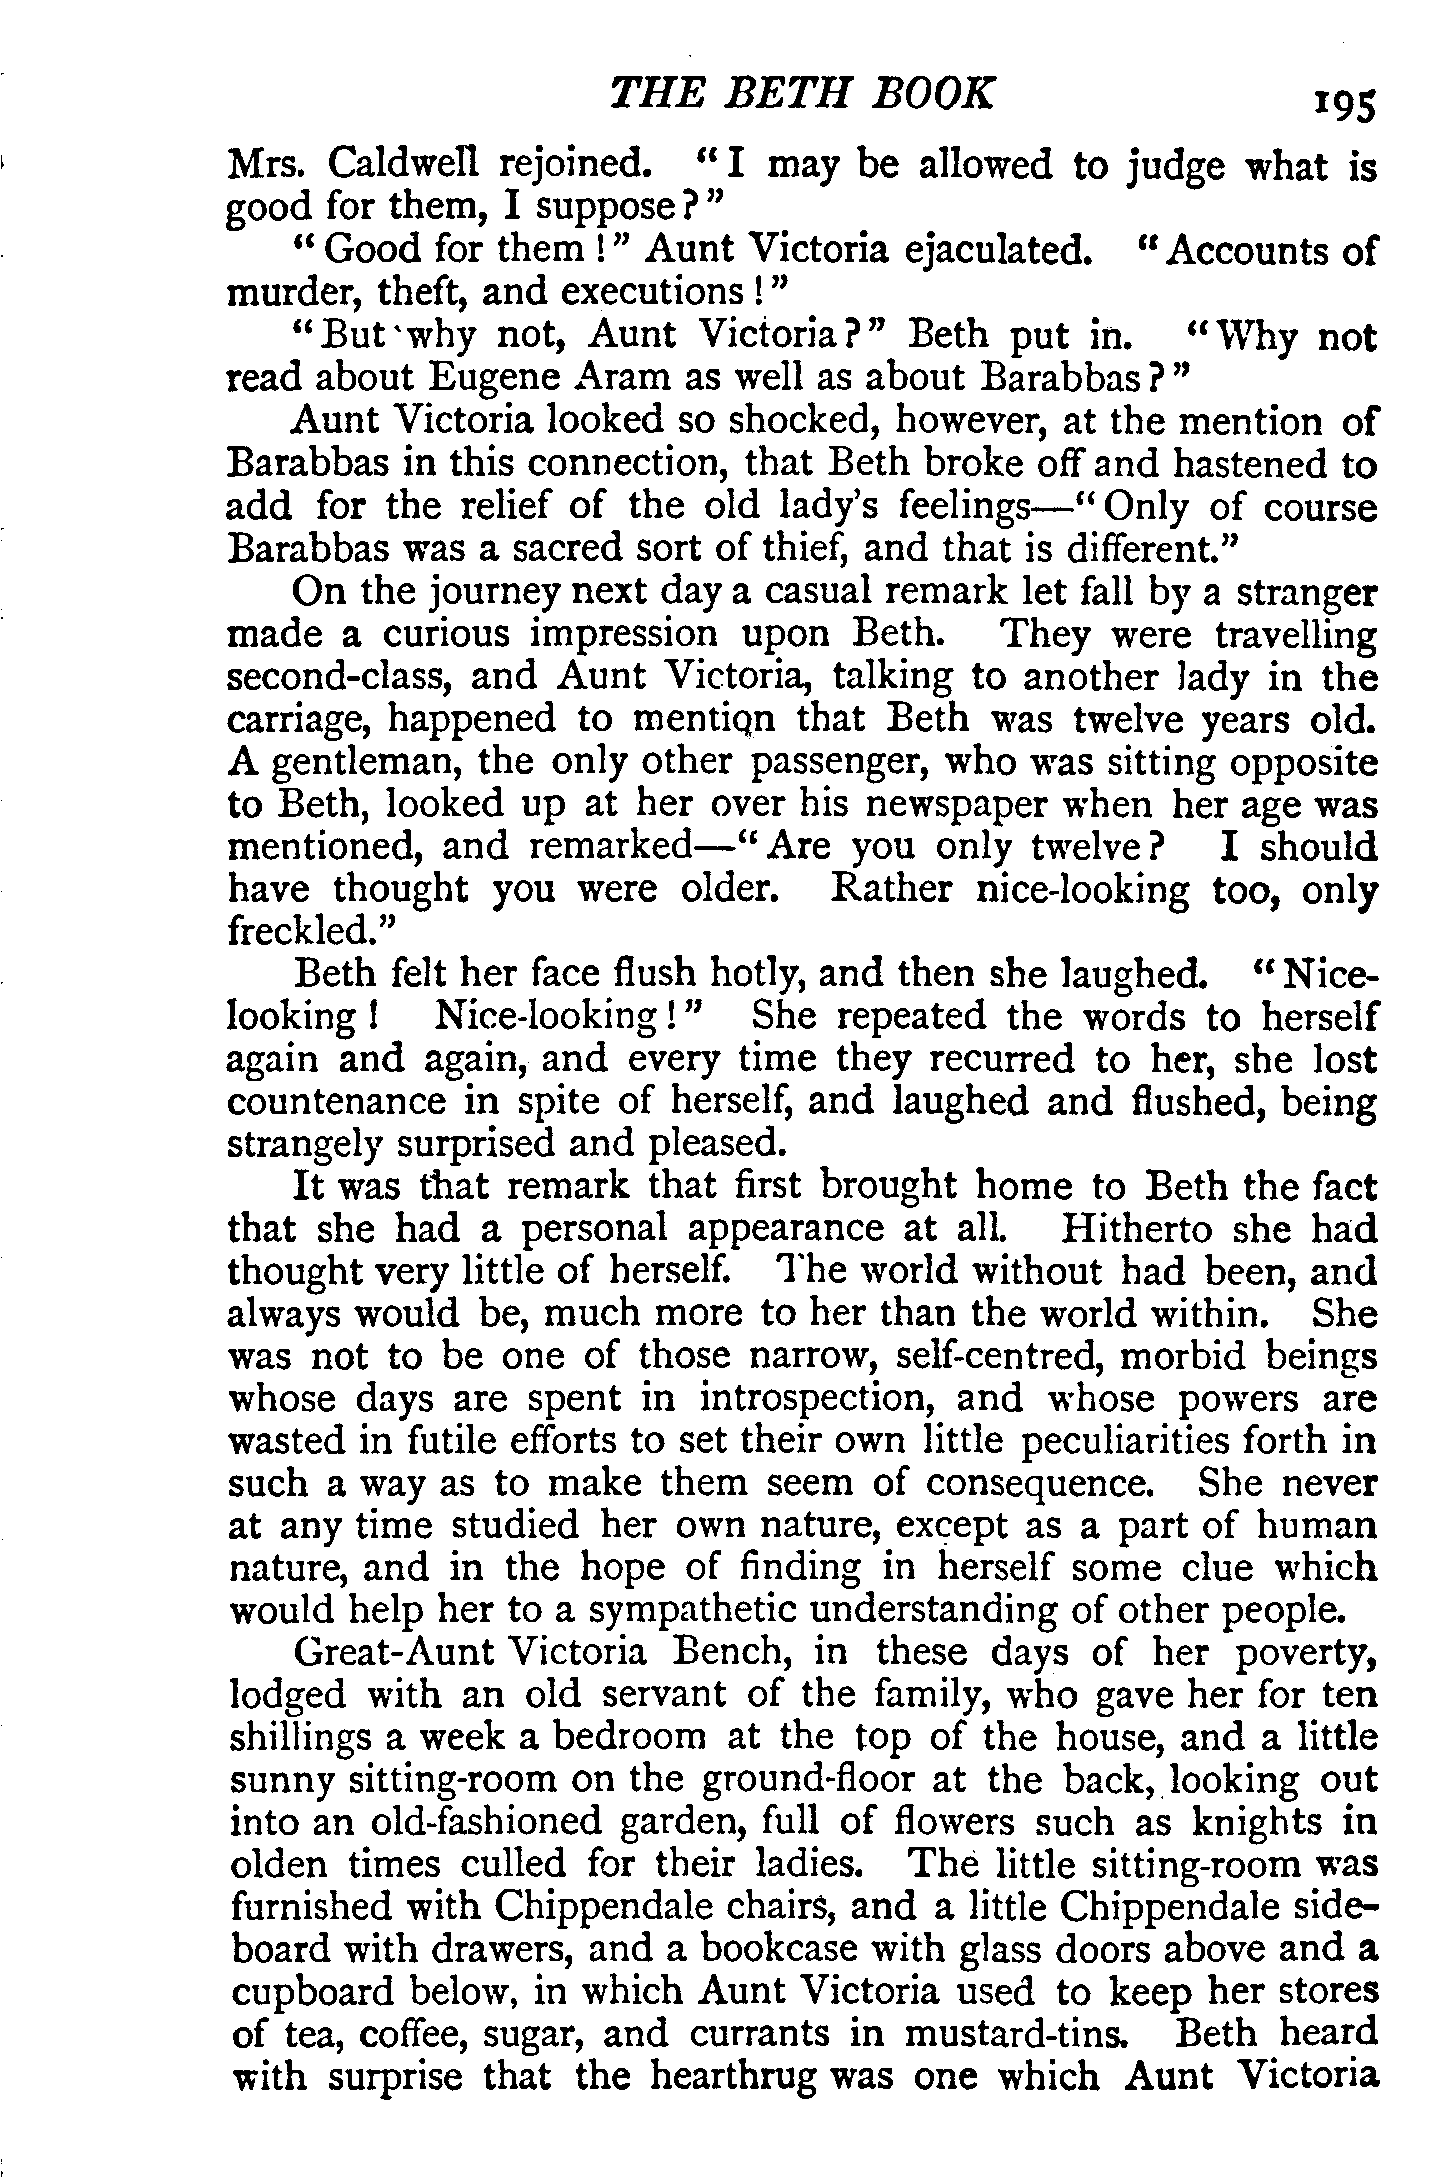 THE BETH BOOK 195
Mrs. Caldwell rejoined. "I may be allowed to judge what is
good for them, I suppose?"
"Good for them!" Aunt Victoria ejaculated. "Accounts of
murder, theft, and executions!"
"But why not, Aunt Victoria?" Beth put in. "Why not
read about Eugene Aram as well as about Barabbas?"
Aunt Victoria looked so shocked, however, at the mention of
Barabbas in this connection, that Beth broke off and hastened to
add for the relief of the old lady's feelings—"Only of course
Barabbas was a sacred sort of thief, and that is different."
On the journey next day a casual remark let fall by a stranger
made a curious impression upon Beth. They were travelling
second-class, and Aunt Victoria, talking to another lady in the
carriage, happened to mention that Beth was twelve years old.
A gentleman, the only other passenger, who was sitting opposite
to Beth, looked up at her over his newspaper when her age was
mentioned, and remarked—"Are you only twelve? I should
have thought you were older. Rather nice-looking too, only
freckled."
Beth felt her face flush hotly, and then she laughed. "Nice-
looking! Nice-looking!" She repeated the words to herself
again and again, and every time they recurred to her, she lost
countenance in spite of herself, and laughed and flushed, being
strangely surprised and pleased.
It was that remark that first brought home to Beth the fact
that she had a personal appearance at all. Hitherto she had
thought very little of herself. The world without had been, and
always would be, much more to her than the world within. She
was not to be one of those narrow, self-centred, morbid beings
whose days are spent in introspection, and whose powers are
wasted in futile efforts to set their own little peculiarities forth in
such a way as to make them seem of consequence. She never
at any time studied her own nature, except as a part of human
nature, and in the hope of finding in herself some clue which
would help her to a sympathetic understanding of other people.
Great-Aunt Victoria Bench, in these days of her poverty,
lodged with an old servant of the family, who gave her for ten
shillings a week a bedroom at the top of the house, and a little
sunny sitting-room on the ground-floor at the back, looking out
into an old-fashioned garden, full of flowers such as knights in
olden times culled for their ladies. The little sitting-room was
furnished with Chippendale chairs, and a little Chippendale side-
board with drawers, and a bookcase with glass doors above and a
cupboard below, in which Aunt Victoria used to keep her stores
of tea, coffee, sugar, and currants in mustard-tins. Beth heard
with surprise that the hearthrug was one which Aunt Victoria